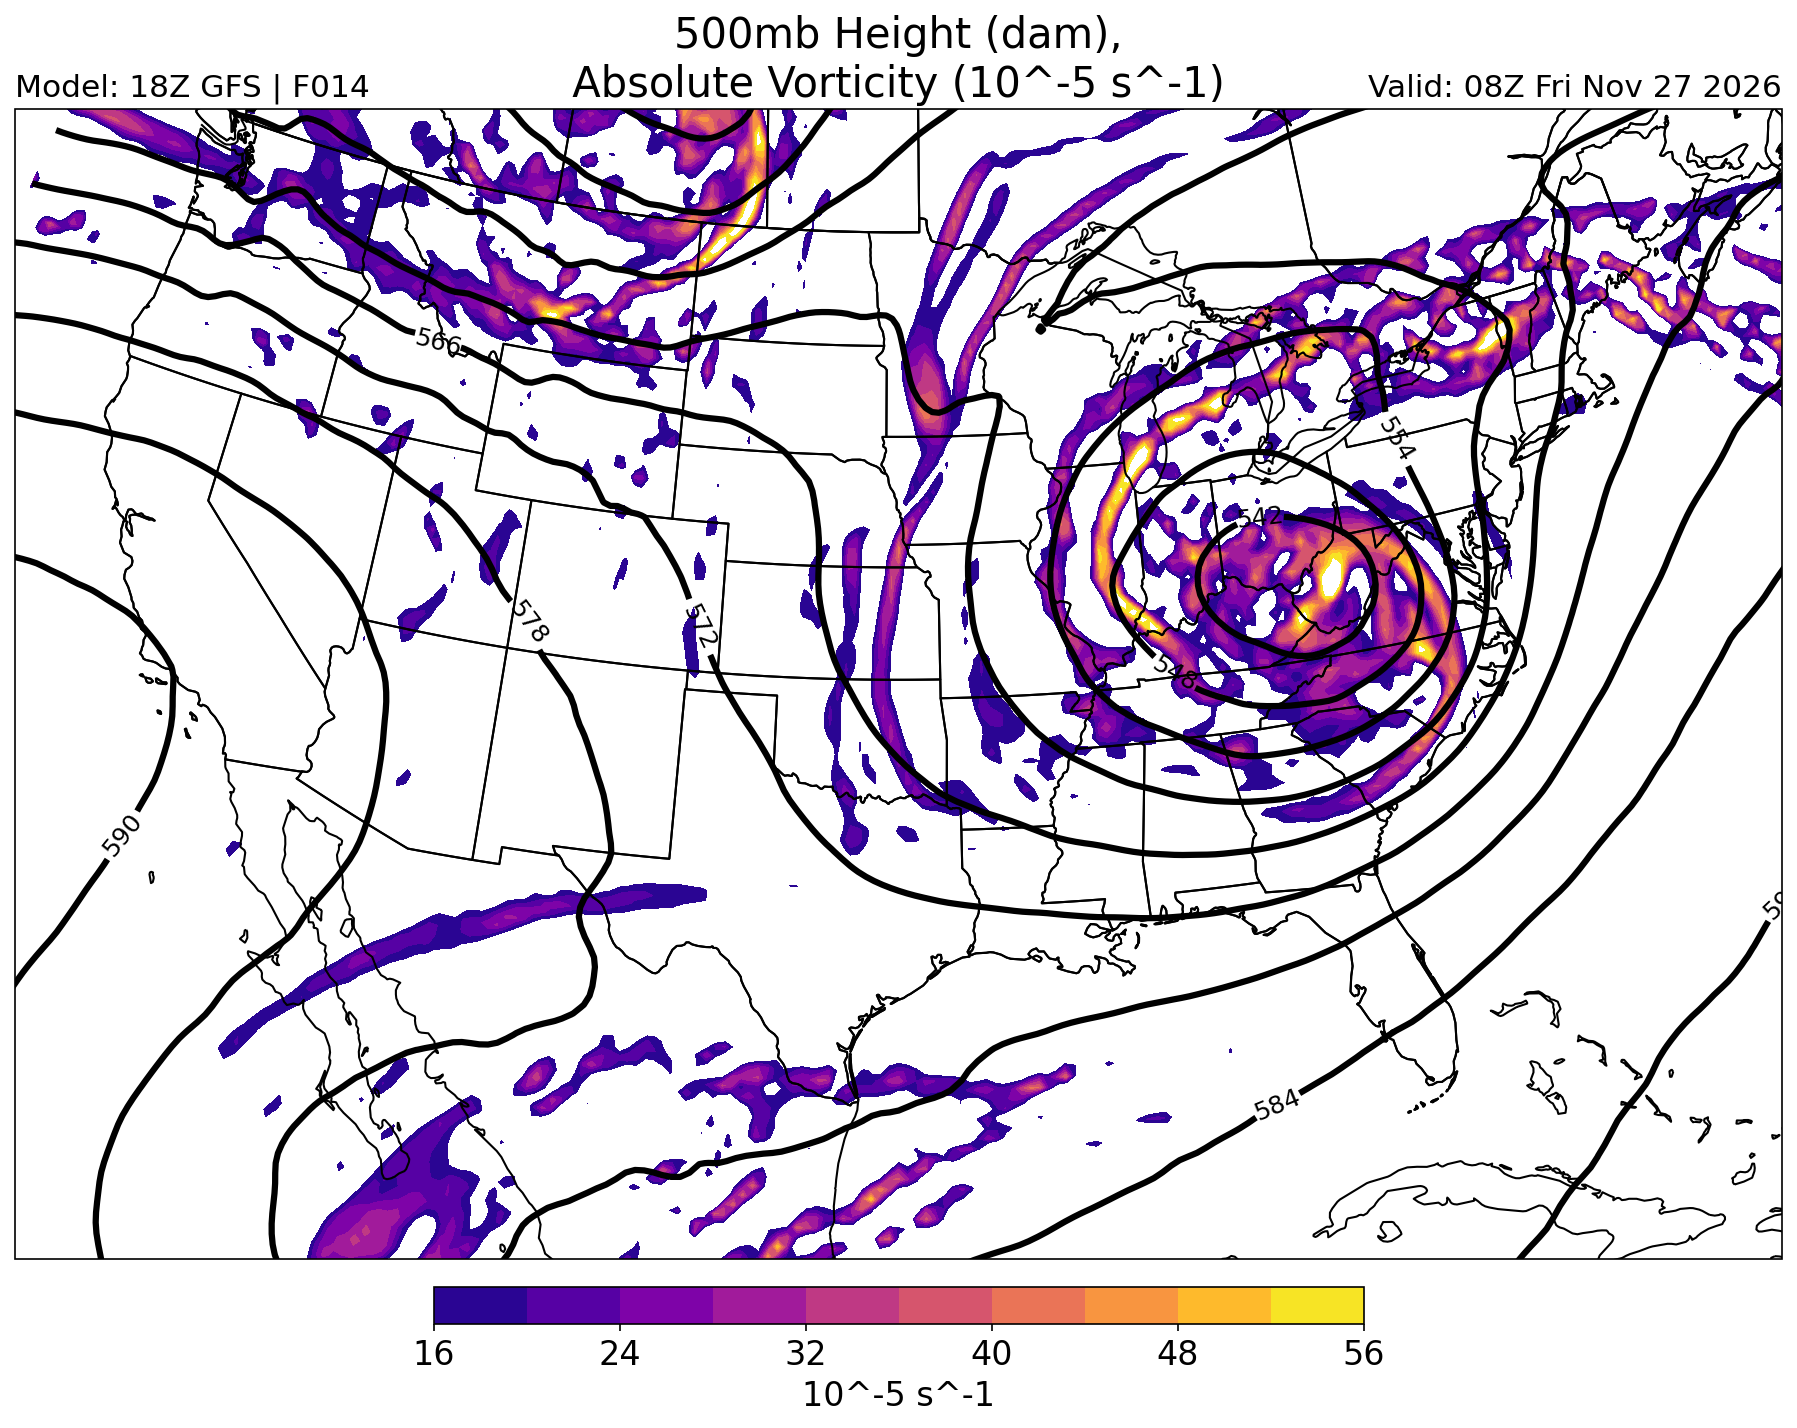 500mb Height (dam),
Absolute Vorticity (10^-5 s^-1)
Model: 18Z GFS | F014
Valid: 08Z Fri Nov 27 2026
566
554
542
578
572
548
590
584
16 24 32 40 48 56
10^-5 s^-1